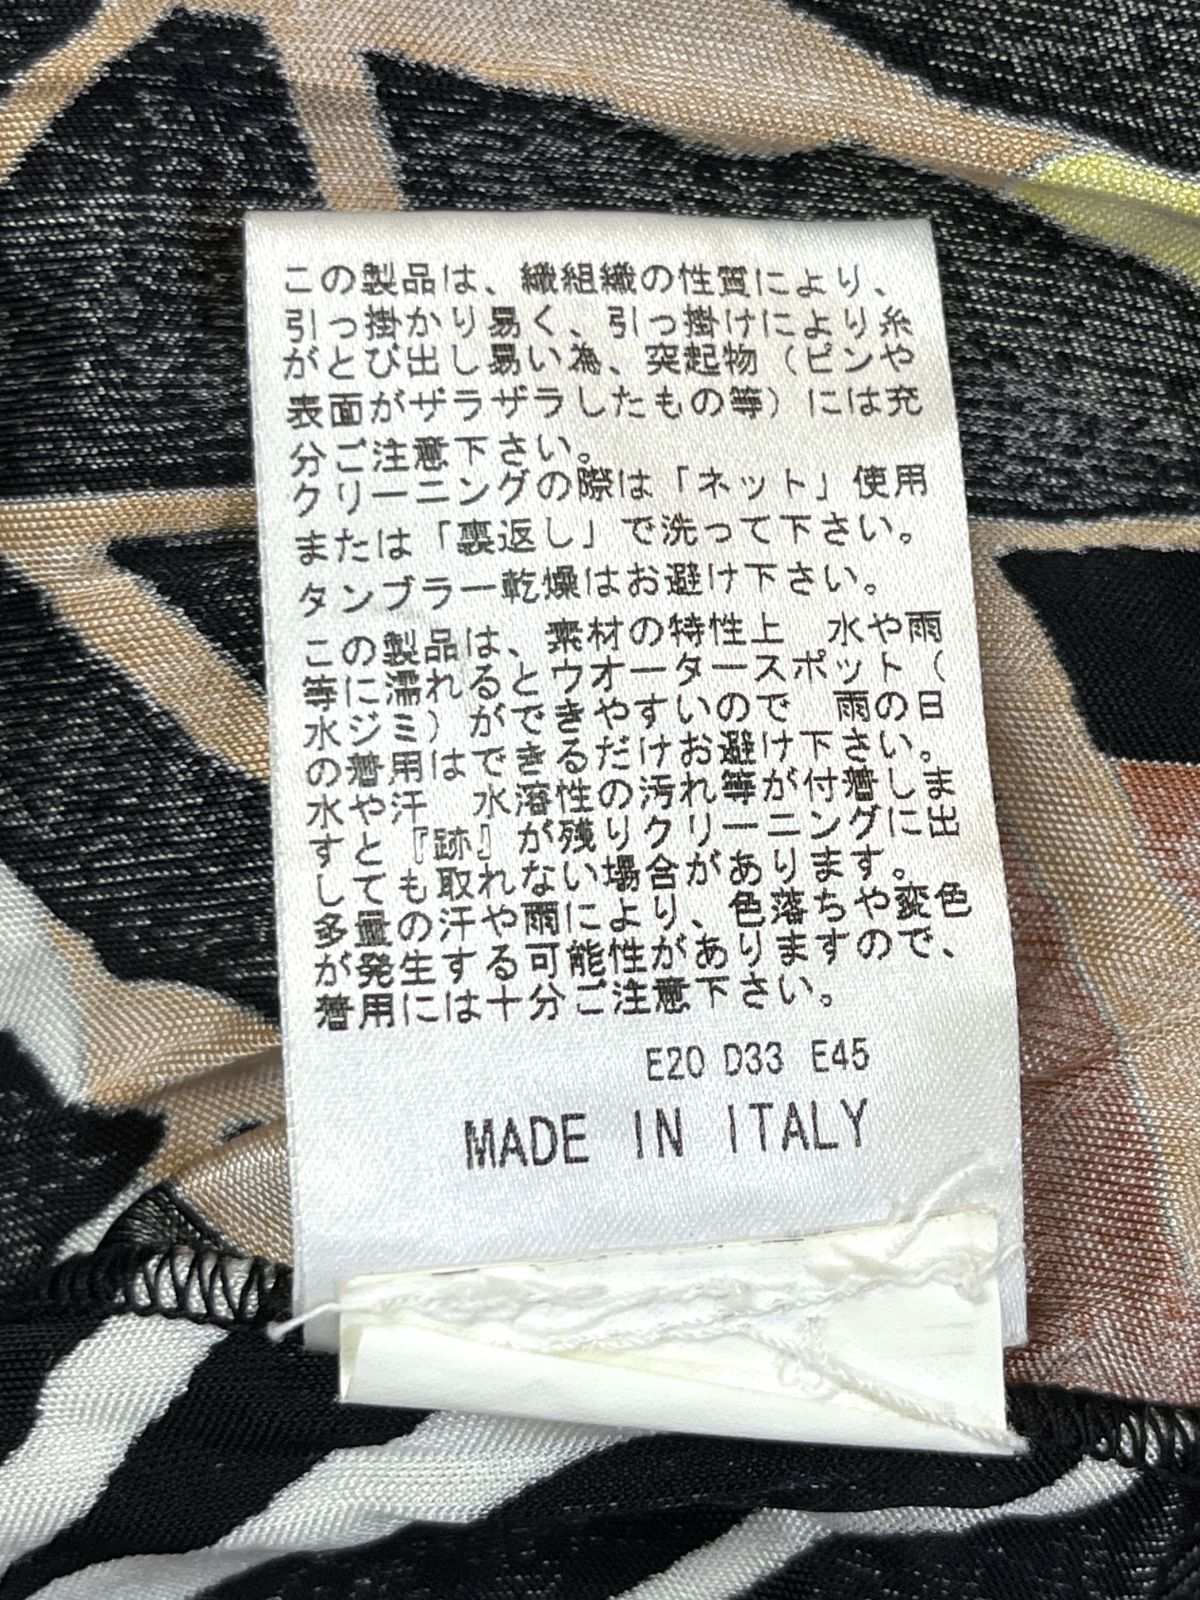 この製品は、繊組織の性質により、
引っ掛かり易く、引っ掛けにより糸
がとび出し易い為、突起物（ピンや
表面がザラザラしたもの等）には充
分ご注意下さい。
クリーニングの際は「ネット」使用
または「裏返し」で洗って下さい。
タンブラー乾燥はお避け下さい。
この製品は、素材の特性上　水や雨
等に濡れるとウオータースポット（
水ジミ）ができやすいので　雨の日
の着用はできるだけお避け下さい。
水や汗　水溶性の汚れ等が付着しま
すと『跡』が残りクリーニングに出
しても取れない場合があります。
多量の汗や雨により、色落ちや変色
が発生する可能性がありますので、
着用には十分ご注意下さい。
E20 D33 E45
MADE IN ITALY